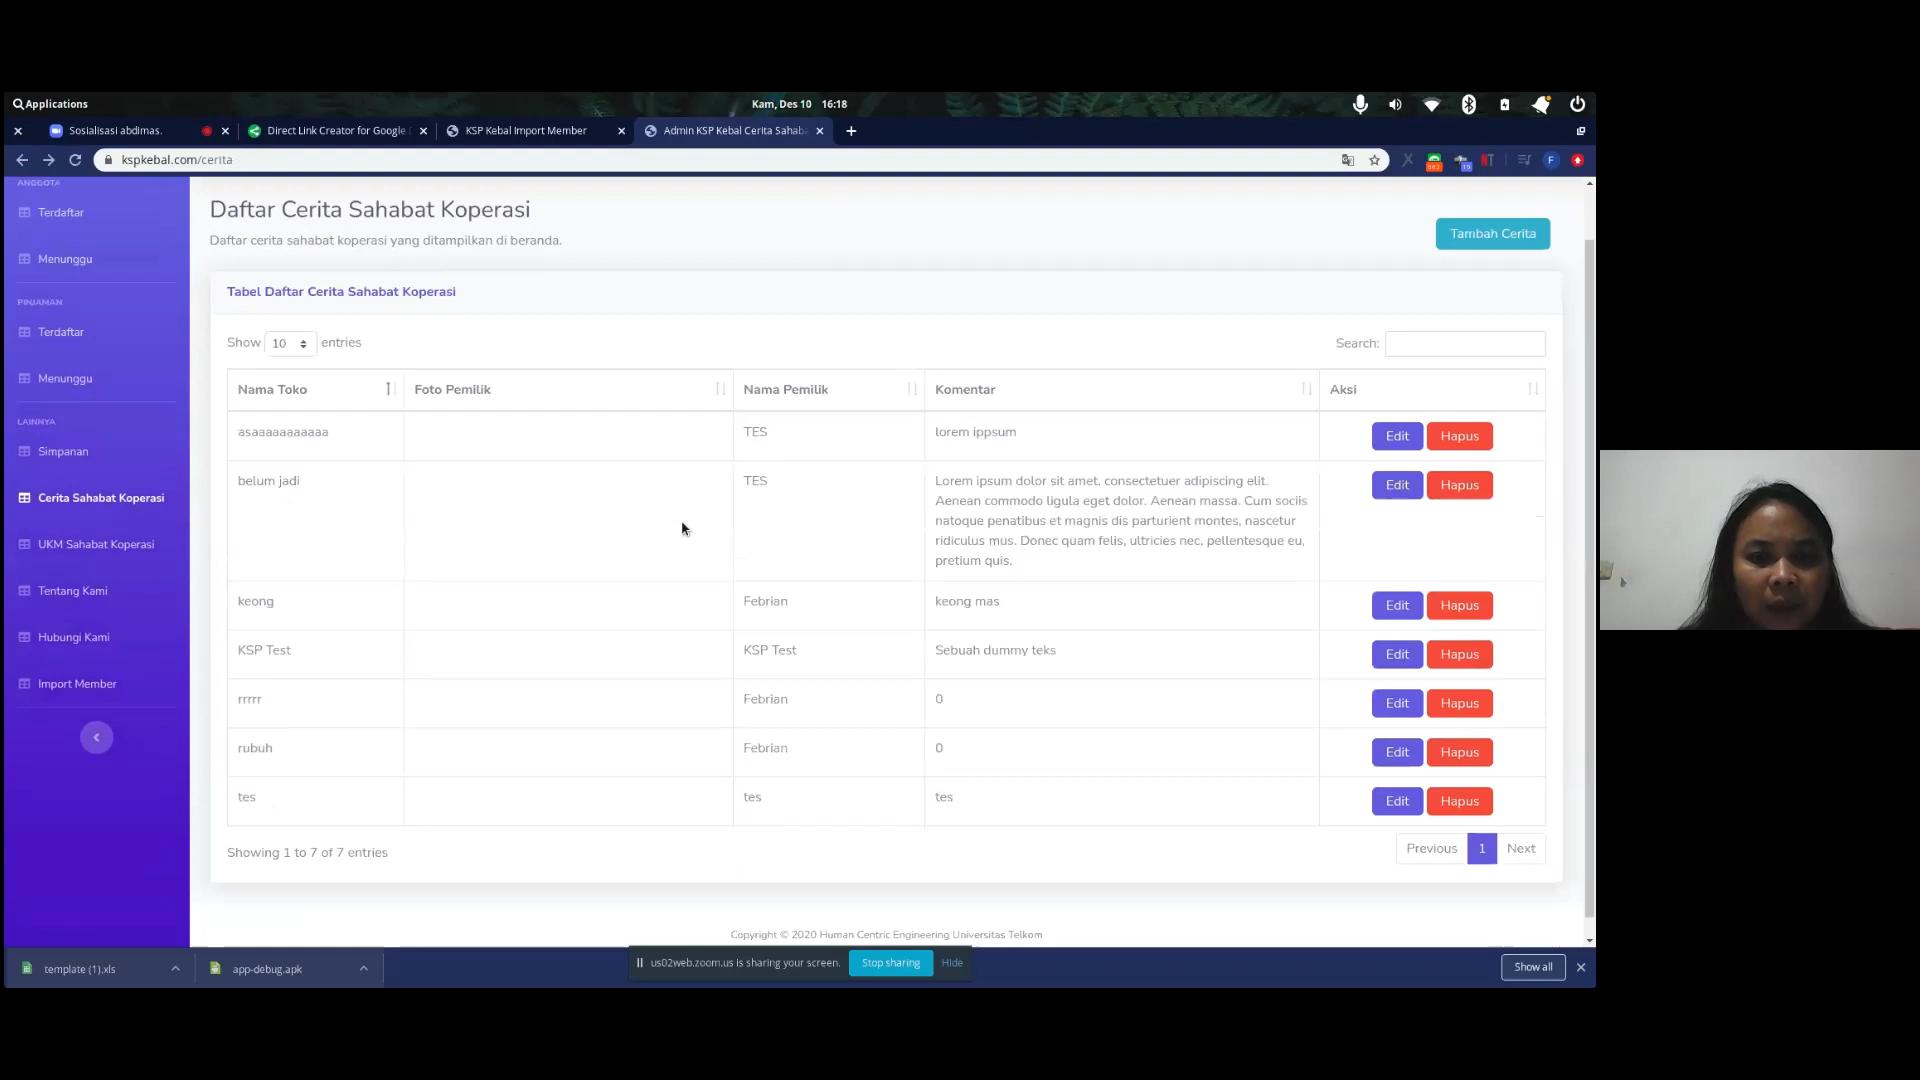 Applications
Kam, Des 10 16:18
Sosialisasi abdimas.
Direct Link Creator for Google
KSP Kebal Import Member
Admin KSP Kebal Cerita Sahaba
kspkebal.com/cerita
F
ANGGOTA
Terdaftar
Menunggu
PINJAMAN
Terdaftar
Menunggu
LAINNYA
Simpanan
Cerita Sahabat Koperasi
UKM Sahabat Koperasi
Tentang Kami
Hubungi Kami
Import Member
Daftar Cerita Sahabat Koperasi
Daftar cerita sahabat koperasi yang ditampilkan di beranda.
Tambah Cerita
Tabel Daftar Cerita Sahabat Koperasi
Show 10 entries
Search:
Nama Toko Foto Pemilik Nama Pemilik Komentar Aksi
asaaaaaaaaaaa TES lorem ippsum Edit Hapus
belum jadi TES Lorem ipsum dolor sit amet, consectetuer adipiscing elit. Edit Hapus
Aenean commodo ligula eget dolor. Aenean massa. Cum sociis
natoque penatibus et magnis dis parturient montes, nascetur
ridiculus mus. Donec quam felis, ultricies nec, pellentesque eu,
pretium quis,
keong Febrian keong mas Edit Hapus
KSP Test KSP Test Sebuah dummy teks Edit Hapus
rrrrr Febrian 0 Edit Hapus
rubuh Febrian 0 Edit Hapus
tes tes tes Edit Hapus
Showing 1 to 7 of 7 entries
Previous 1 Next
Copyright © 2020 Human Centric Engineering Universitas Telkom
template (1).xls
app-debug.apk
us02web.zoom.us is sharing your screen.
Stop sharing
Hide
Show all